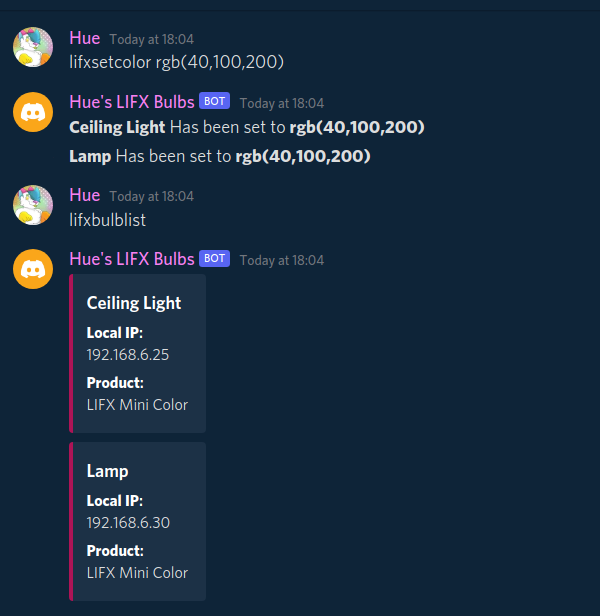 Hue Today at 18:04
lifxsetcolor rgb(40,100,200)
Hue's LIFX Bulbs BOT Today at 18:04
Ceiling Light Has been set to rgb(40,100,200)
Lamp Has been set to rgb(40,100,200)
Hue Today at 18:04
lifxbulblist
Hue's LIFX Bulbs BOT Today at 18:04
Ceiling Light
Local IP:
192.168.6.25
Product:
LIFX Mini Color
Lamp
Local IP:
192.168.6.30
Product:
LIFX Mini Color